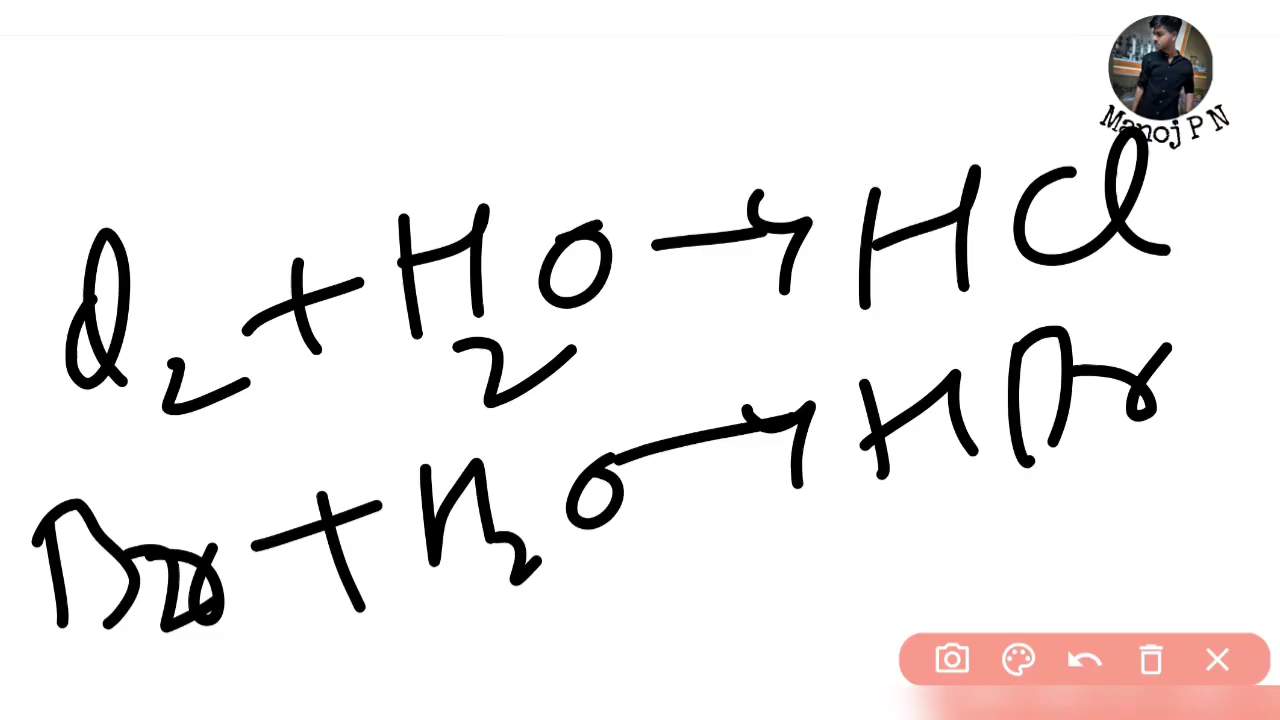 Manoj P N
Cl₂ + H₂O → HCl
Br₂ + H₂O → HBr